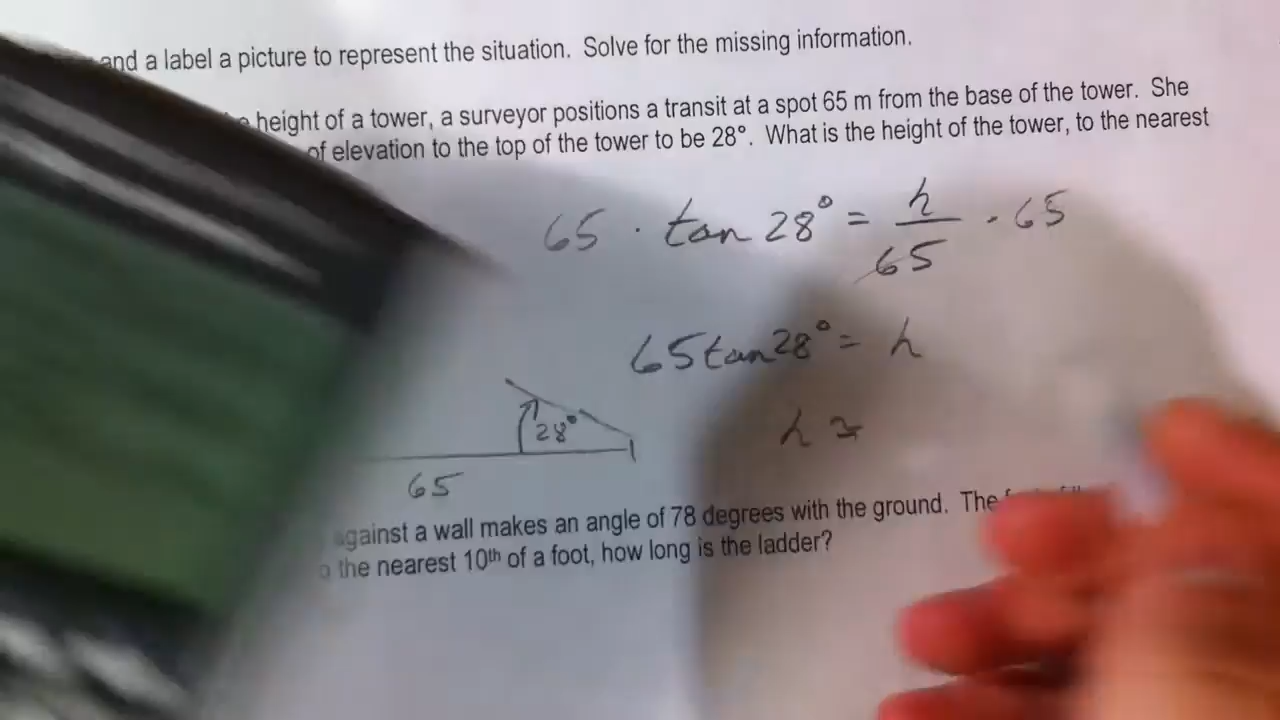 and a label a picture to represent the situation. Solve for the missing information.
height of a tower, a surveyor positions a transit at a spot 65 m from the base of the tower. She
of elevation to the top of the tower to be 28°. What is the height of the tower, to the nearest
65 · tan 28° = h/65 · 65
65 tan 28° = h
h ≈
28°
65
against a wall makes an angle of 78 degrees with the ground. The
the nearest 10th of a foot, how long is the ladder?